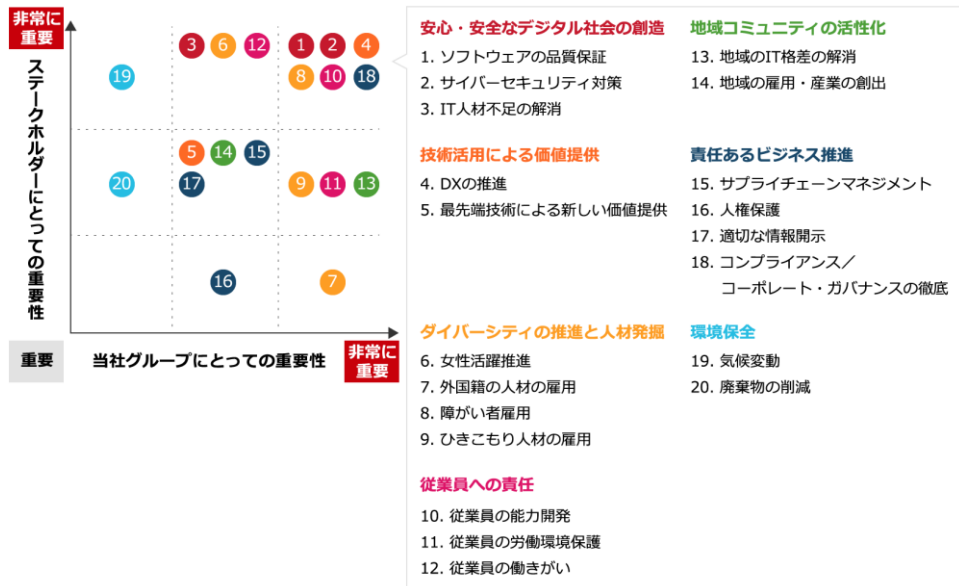 非常に
重要
ステークホルダーにとっての重要性
3 6 12 1 2 4
19 8 10 18
5 14 15
20 17 9 11 13
16 7
重要
当社グループにとっての重要性
非常に
重要
安心・安全なデジタル社会の創造
1. ソフトウェアの品質保証
2. サイバーセキュリティ対策
3. IT人材不足の解消
技術活用による価値提供
4. DXの推進
5. 最先端技術による新しい価値提供
ダイバーシティの推進と人材発掘
6. 女性活躍推進
7. 外国籍の人材の雇用
8. 障がい者雇用
9. ひきこもり人材の雇用
従業員への責任
10. 従業員の能力開発
11. 従業員の労働環境保護
12. 従業員の働きがい
地域コミュニティの活性化
13. 地域のIT格差の解消
14. 地域の雇用・産業の創出
責任あるビジネス推進
15. サプライチェーンマネジメント
16. 人権保護
17. 適切な情報開示
18. コンプライアンス／
コーポレート・ガバナンスの徹底
環境保全
19. 気候変動
20. 廃棄物の削減